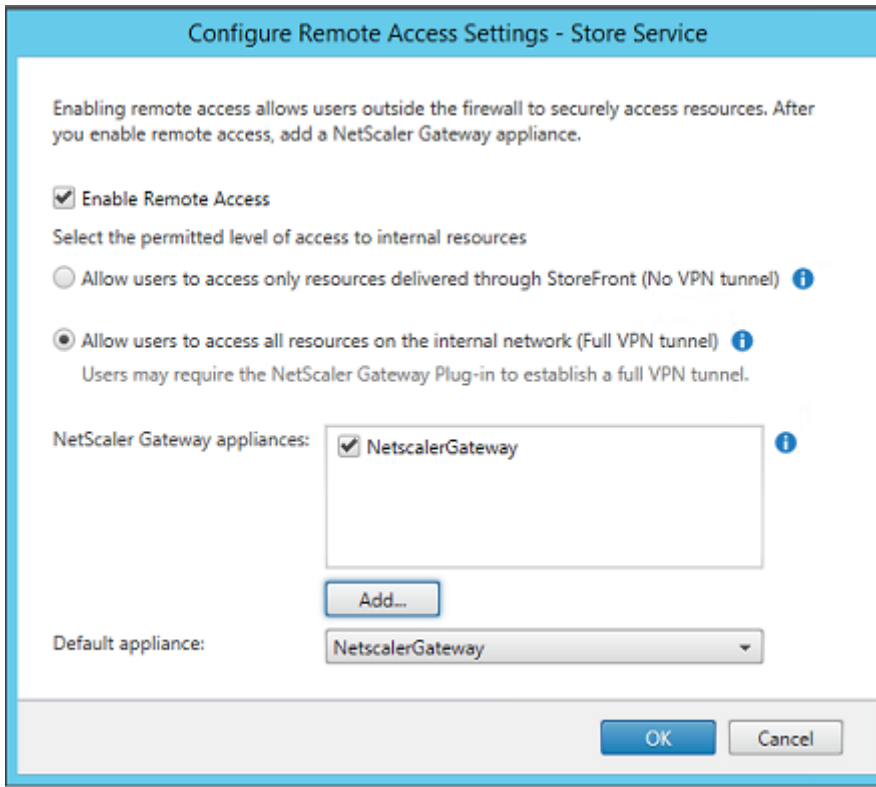 Configure Remote Access Settings - Store Service
Enabling remote access allows users outside the firewall to securely access resources. After
you enable remote access, add a NetScaler Gateway appliance.
Enable Remote Access
Select the permitted level of access to internal resources
Allow users to access only resources delivered through StoreFront (No VPN tunnel)
Allow users to access all resources on the internal network (Full VPN tunnel)
Users may require the NetScaler Gateway Plug-in to establish a full VPN tunnel.
NetScaler Gateway appliances:
NetscalerGateway
Add...
Default appliance:
NetscalerGateway
OK
Cancel